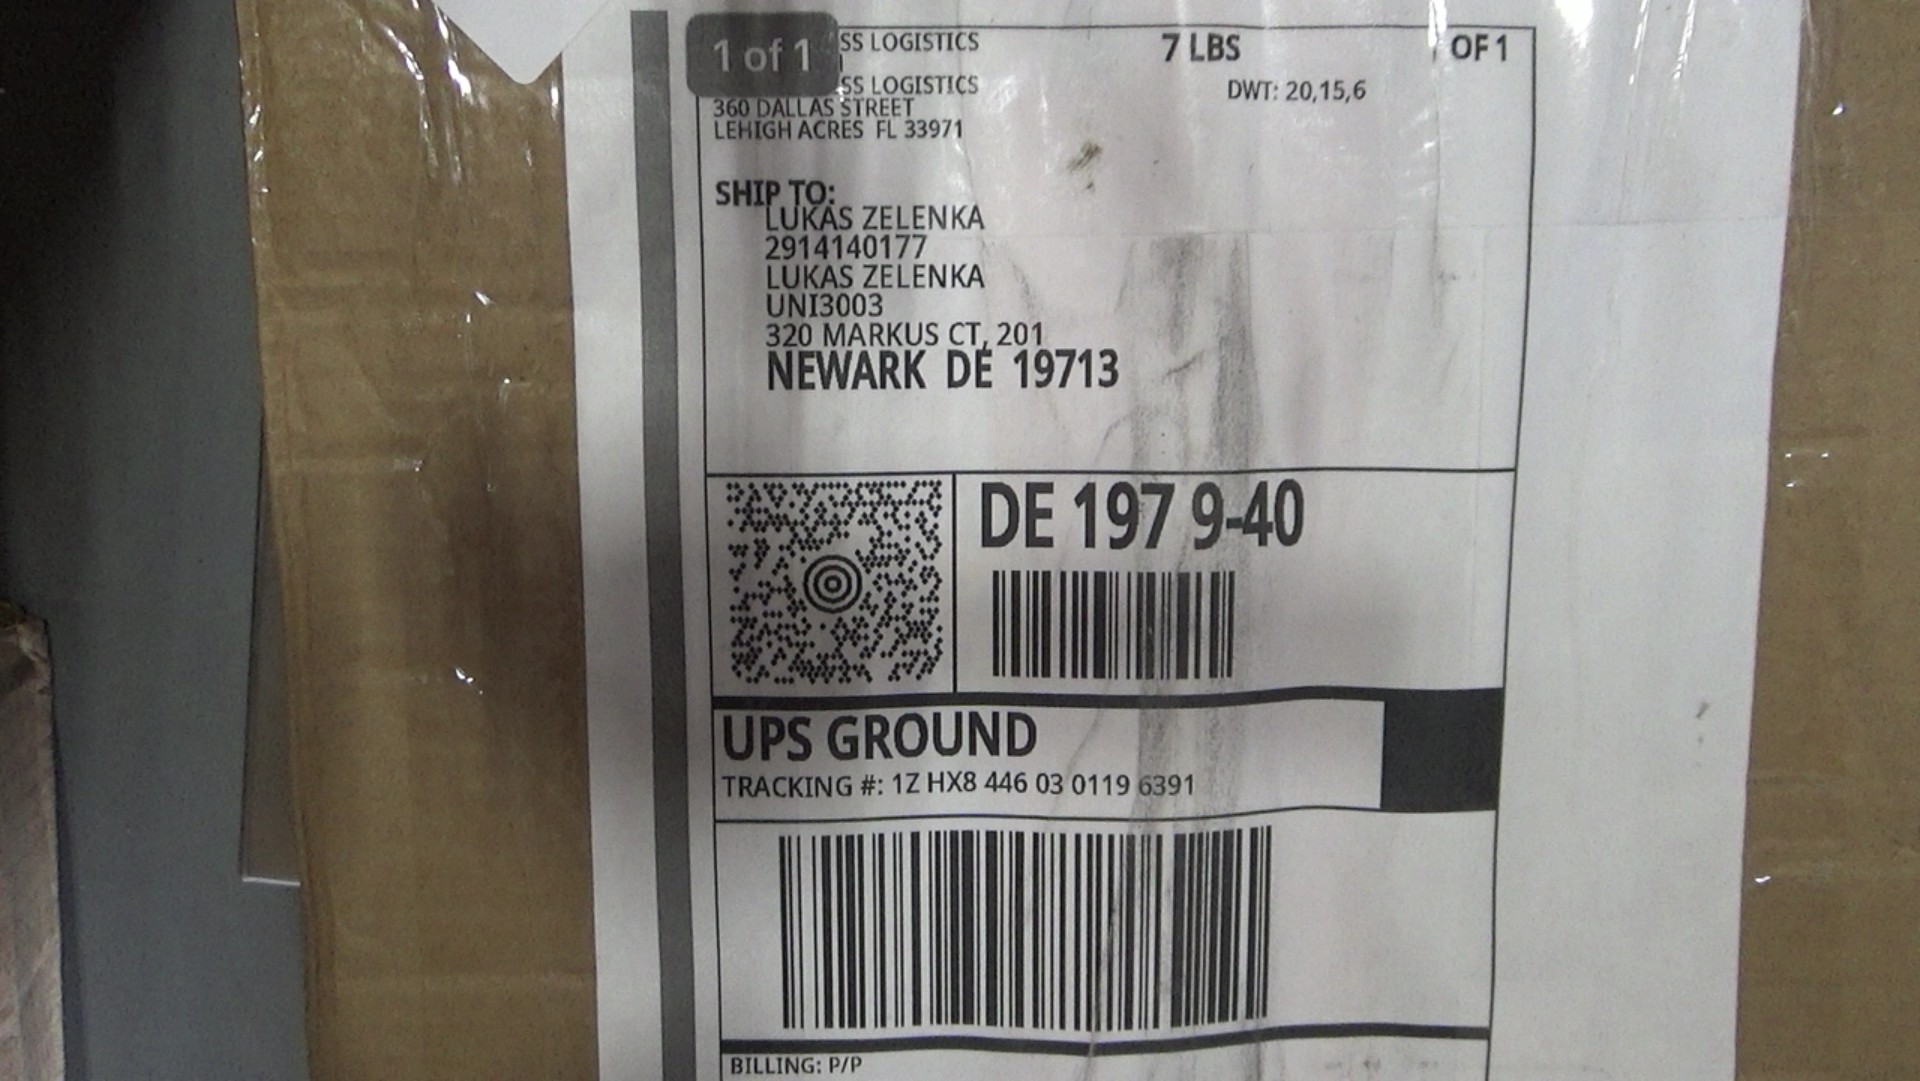 1 of 1
SS LOGISTICS 7 LBS OF 1
SS LOGISTICS DWT: 20,15,6
360 DALLAS STREET
LEHIGH ACRES FL 33971
SHIP TO:
LUKAS ZELENKA
2914140177
LUKAS ZELENKA
UNI3003
320 MARKUS CT, 201
NEWARK DE 19713
DE 197 9-40
UPS GROUND
TRACKING #: 1Z HX8 446 03 0119 6391
BILLING: P/P